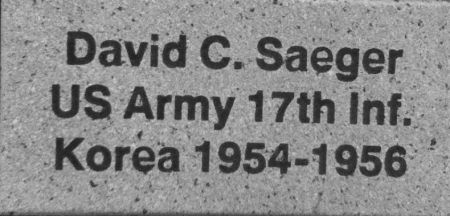 David C. Saeger
US Army 17th Inf.
Korea 1954-1956